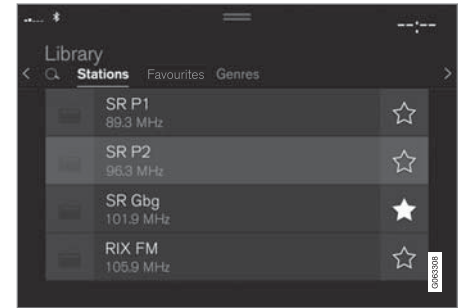 --:--
Library
Stations Favourites Genres
SR P1
89.3 MHz
SR P2
96.3 MHz
SR Gbg
101.9 MHz
RIX FM
105.9 MHz
G063308